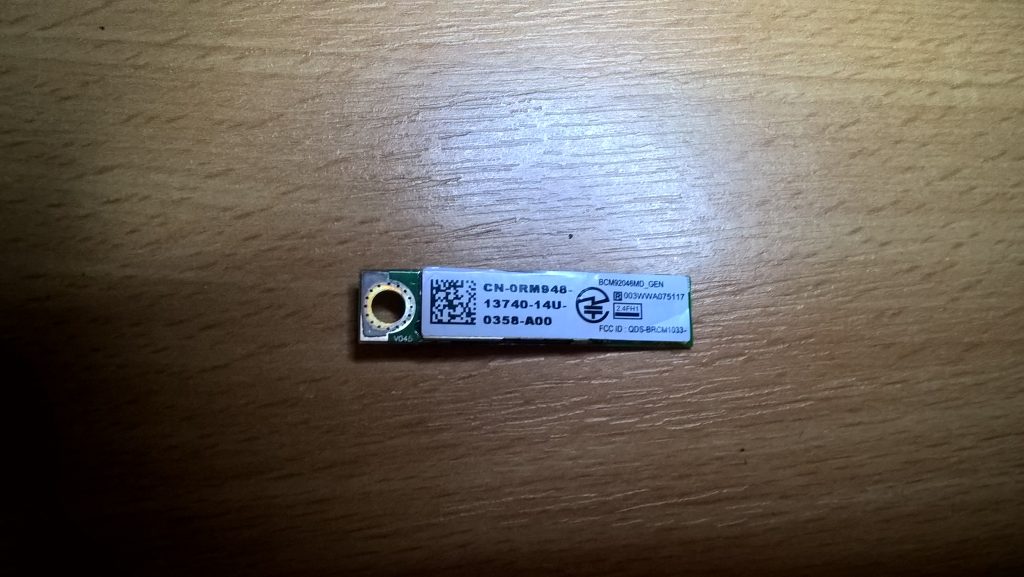 CN-0RM948-
13740-14U-
0358-A00
BCM92046MD_GEN
R 003WWA075117
2.4FH1
FCC ID : QDS-BRCM1033-
V045